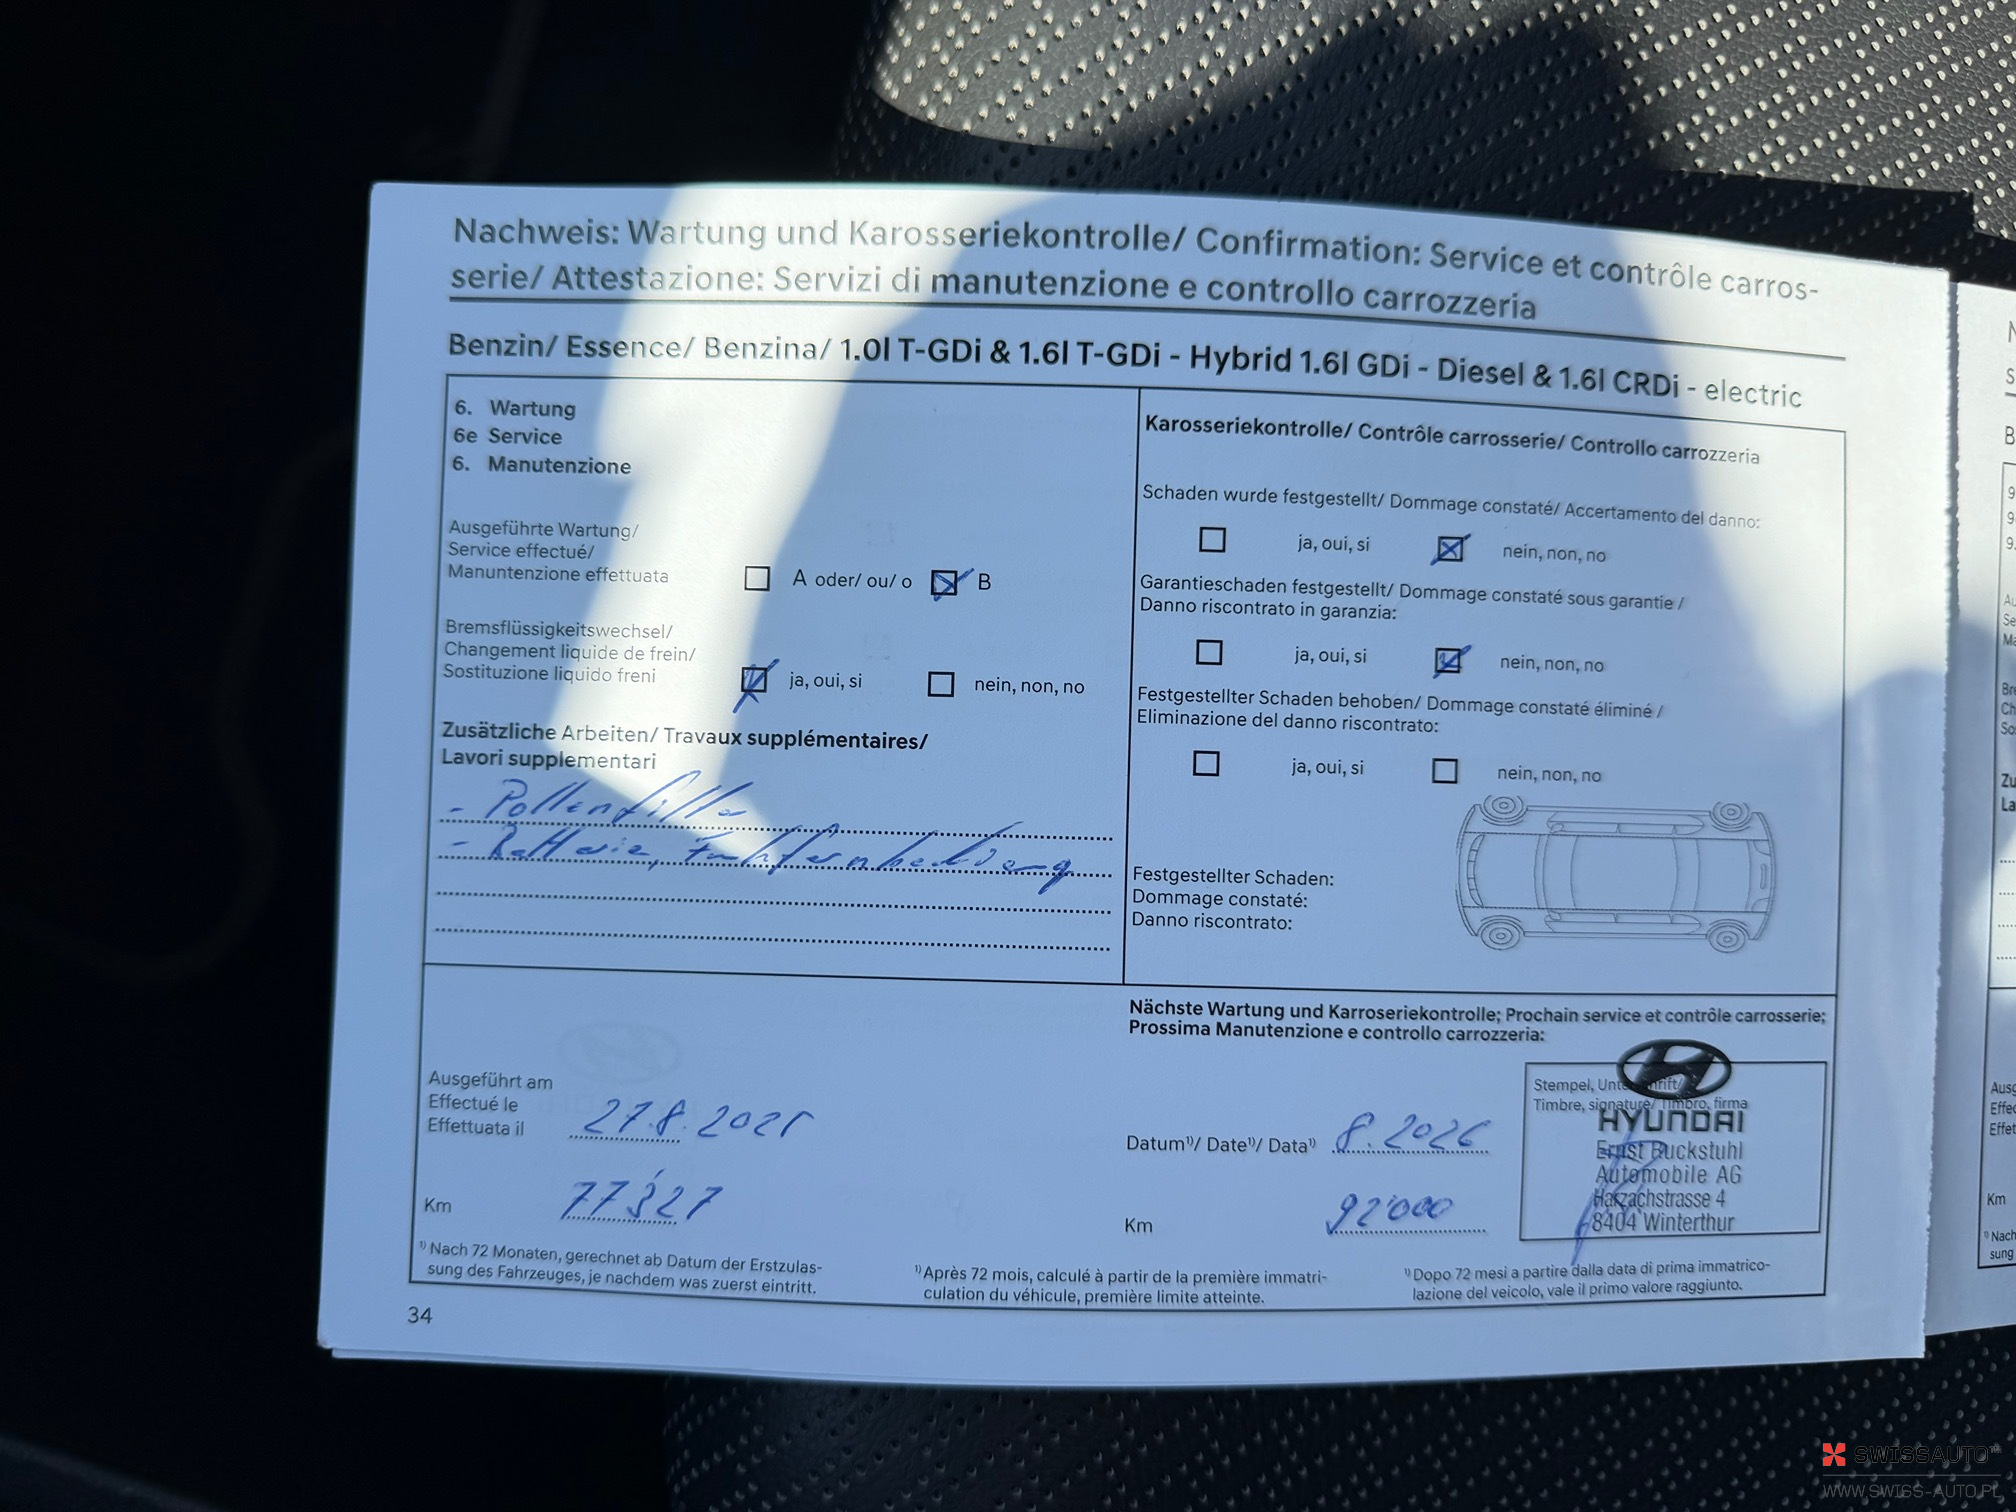 Nachweis: Wartung und Karosseriekontrolle/ Confirmation: Service et contrôle carros-
serie/ Attestazione: Servizi di manutenzione e controllo carrozzeria
Benzin/ Essence/ Benzina/ 1.0l T-GDi & 1.6l T-GDi - Hybrid 1.6l GDi - Diesel & 1.6l CRDi - electric
6. Wartung
6e Service
6. Manutenzione
Ausgeführte Wartung/
Service effectué/
Manuntenzione effettuata
A oder/ ou/ o
B
Bremsflüssigkeitswechsel/
Changement liquide de frein/
Sostituzione liquido freni
ja, oui, si
nein, non, no
Zusätzliche Arbeiten/ Travaux supplémentaires/
Lavori supplementari
- Pollenfilter
- Batterie, Funkfernbedienung
Karosseriekontrolle/ Contrôle carrosserie/ Controllo carrozzeria
Schaden wurde festgestellt/ Dommage constaté/ Accertamento del danno:
ja, oui, si
nein, non, no
Garantieschaden festgestellt/ Dommage constaté sous garantie /
Danno riscontrato in garanzia:
ja, oui, si
nein, non, no
Festgestellter Schaden behoben/ Dommage constaté éliminé /
Eliminazione del danno riscontrato:
ja, oui, si
nein, non, no
Festgestellter Schaden:
Dommage constaté:
Danno riscontrato:
Ausgeführt am
Effectué le
Effettuata il
27.8.2025
Km
77'327
Nächste Wartung und Karroseriekontrolle; Prochain service et contrôle carrosserie;
Prossima Manutenzione e controllo carrozzeria:
Datum¹⁾/ Date¹⁾/ Data¹⁾
8.2026
Km
92'000
Stempel, Unterschrift/
Timbre, signature/ Timbro, firma
HYUNDAI
Ernst Ruckstuhl
Automobile AG
Harzachstrasse 4
8404 Winterthur
¹⁾ Nach 72 Monaten, gerechnet ab Datum der Erstzulas-
sung des Fahrzeuges, je nachdem was zuerst eintritt.
¹⁾ Après 72 mois, calculé à partir de la première immatri-
culation du véhicule, première limite atteinte.
¹⁾ Dopo 72 mesi a partire dalla data di prima immatrico-
lazione del veicolo, vale il primo valore raggiunto.
34
SWISSAUTO
WWW.SWISS-AUTO.PL